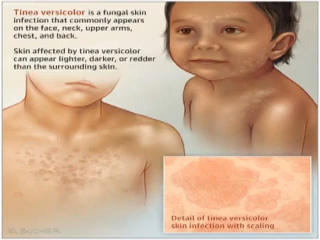 Tinea versicolor is a fungal skin
infection that commonly appears
on the face, neck, upper arms,
chest, and back.
Skin affected by tinea versicolor
can appear lighter, darker, or redder
than the surrounding skin.
Detail of tinea versicolor
skin infection with scaling